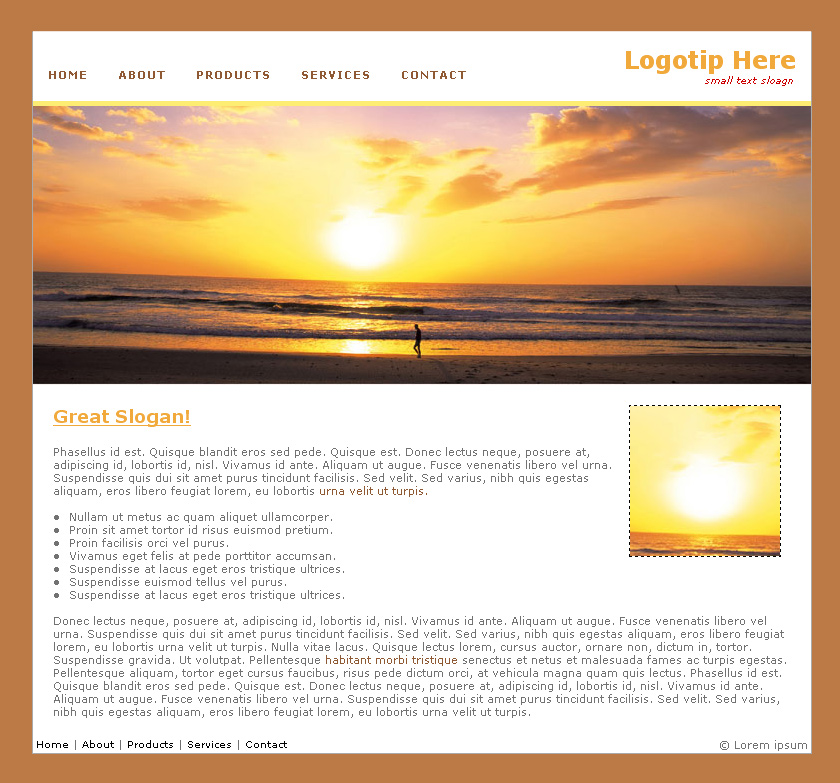 HOME ABOUT PRODUCTS SERVICES CONTACT
Logotip Here
small text sloagn
Great Slogan!
Phasellus id est. Quisque blandit eros sed pede. Quisque est. Donec lectus neque, posuere at,
adipiscing id, lobortis id, nisl. Vivamus id ante. Aliquam ut augue. Fusce venenatis libero vel urna.
Suspendisse quis dui sit amet purus tincidunt facilisis. Sed velit. Sed varius, nibh quis egestas
aliquam, eros libero feugiat lorem, eu lobortis urna velit ut turpis.
● Nullam ut metus ac quam aliquet ullamcorper.
● Proin sit amet tortor id risus euismod pretium.
● Proin facilisis orci vel purus.
● Vivamus eget felis at pede porttitor accumsan.
● Suspendisse at lacus eget eros tristique ultrices.
● Suspendisse euismod tellus vel purus.
● Suspendisse at lacus eget eros tristique ultrices.
Donec lectus neque, posuere at, adipiscing id, lobortis id, nisl. Vivamus id ante. Aliquam ut augue. Fusce venenatis libero vel
urna. Suspendisse quis dui sit amet purus tincidunt facilisis. Sed velit. Sed varius, nibh quis egestas aliquam, eros libero feugiat
lorem, eu lobortis urna velit ut turpis. Nulla vitae lacus. Quisque lectus lorem, cursus auctor, ornare non, dictum in, tortor.
Suspendisse gravida. Ut volutpat. Pellentesque habitant morbi tristique senectus et netus et malesuada fames ac turpis egestas.
Pellentesque aliquam, tortor eget cursus faucibus, risus pede dictum orci, at vehicula magna quam quis lectus. Phasellus id est.
Quisque blandit eros sed pede. Quisque est. Donec lectus neque, posuere at, adipiscing id, lobortis id, nisl. Vivamus id ante.
Aliquam ut augue. Fusce venenatis libero vel urna. Suspendisse quis dui sit amet purus tincidunt facilisis. Sed velit. Sed varius,
nibh quis egestas aliquam, eros libero feugiat lorem, eu lobortis urna velit ut turpis.
Home | About | Products | Services | Contact
© Lorem ipsum